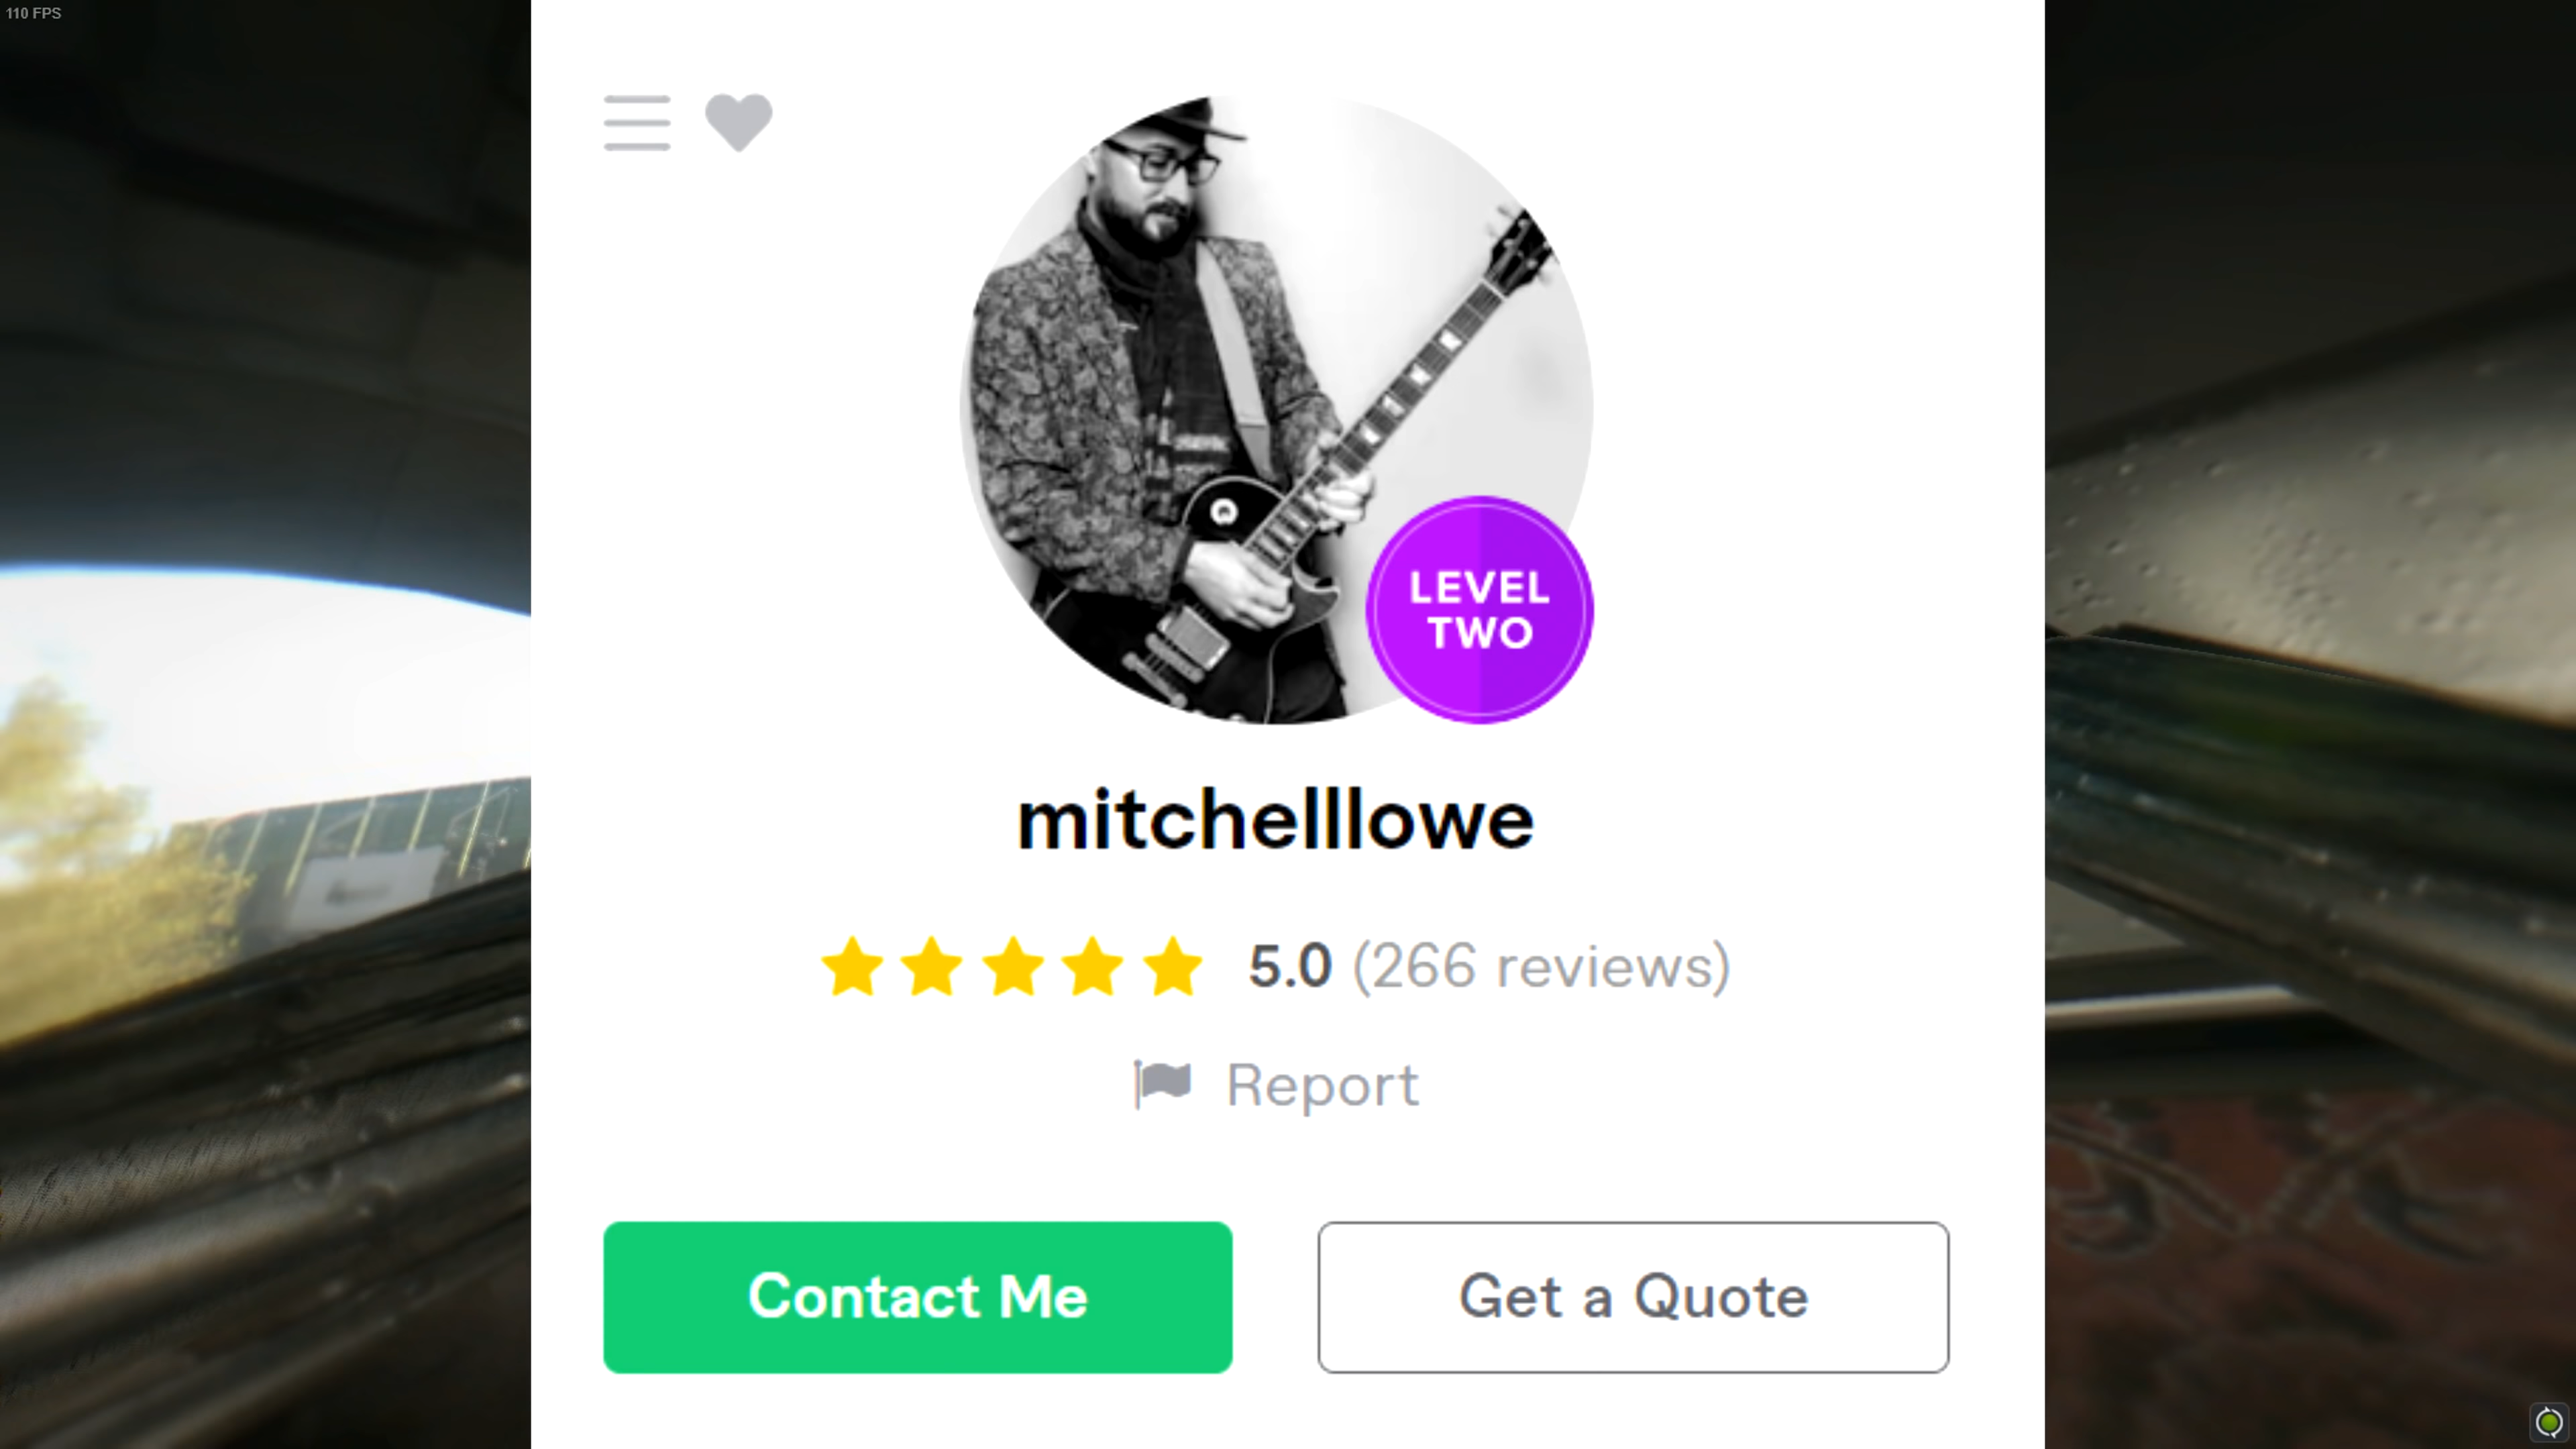 110 FPS
LEVEL
TWO
mitchelllowe
5.0 (266 reviews)
Report
Contact Me
Get a Quote